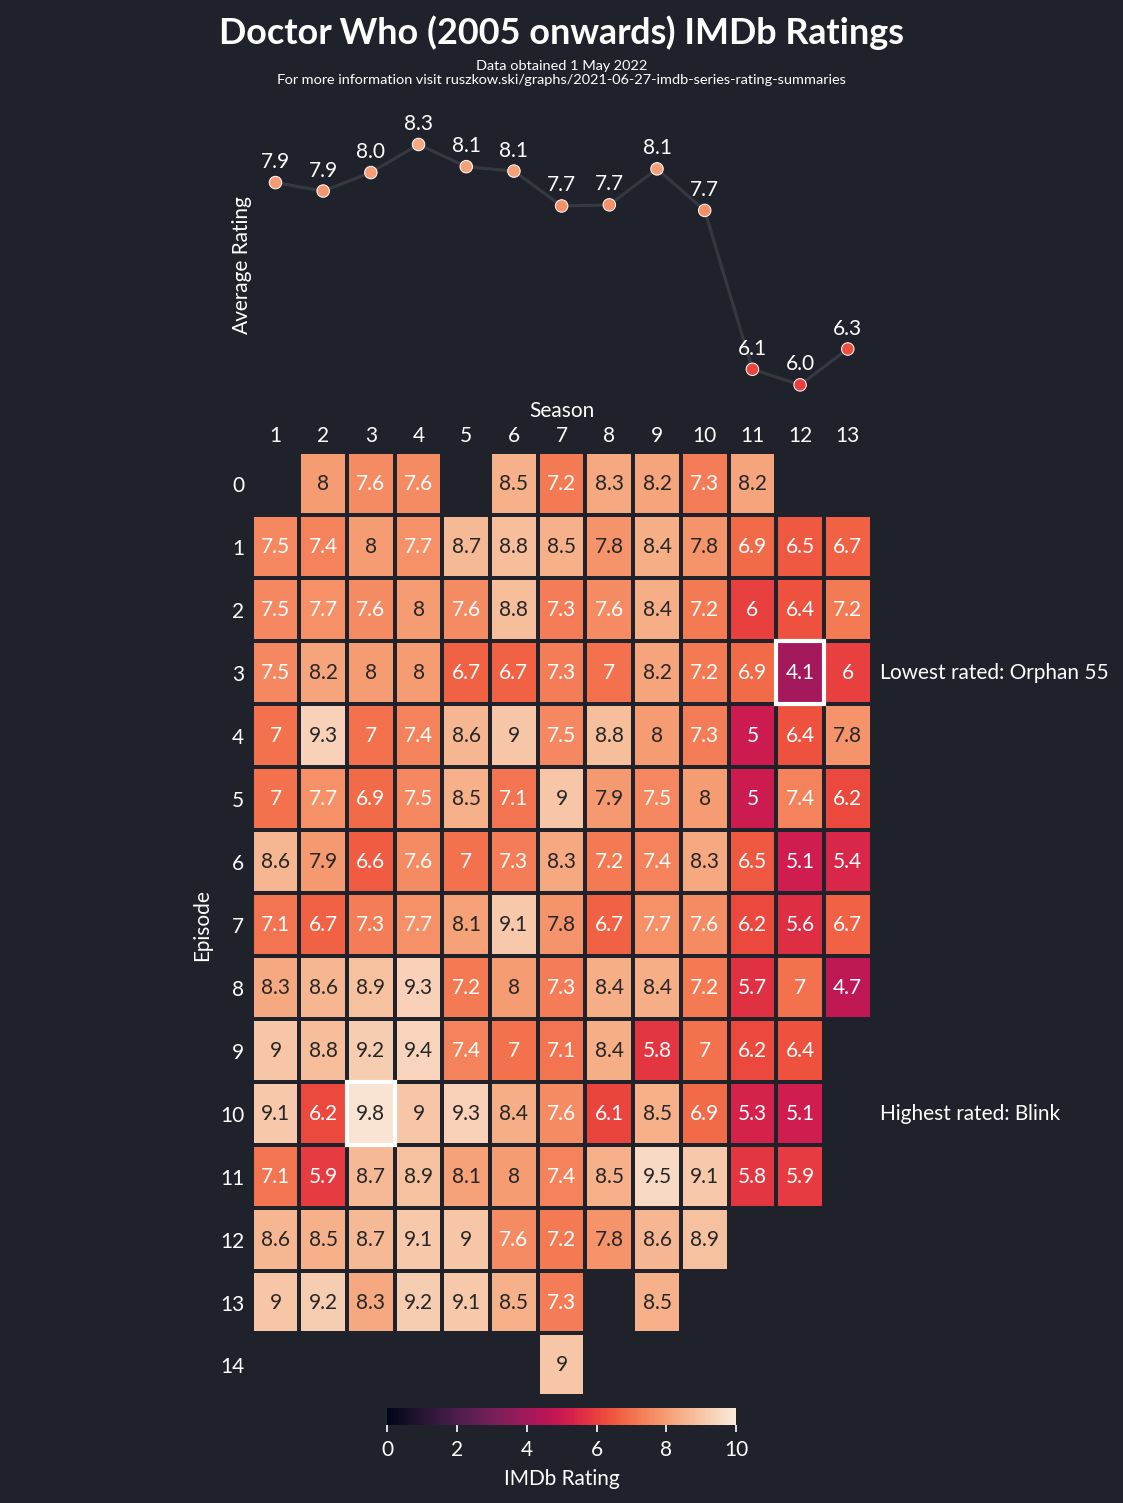 Doctor Who (2005 onwards) IMDb Ratings
Data obtained 1 May 2022
For more information visit ruszkow.ski/graphs/2021-06-27-imdb-series-rating-summaries
7.9 7.9 8.0 8.3 8.1 8.1 7.7 7.7 8.1 7.7 6.1 6.0 6.3
Average Rating
Season
1 2 3 4 5 6 7 8 9 10 11 12 13
0 8 7.6 7.6 8.5 7.2 8.3 8.2 7.3 8.2
1 7.5 7.4 8 7.7 8.7 8.8 8.5 7.8 8.4 7.8 6.9 6.5 6.7
2 7.5 7.7 7.6 8 7.6 8.8 7.3 7.6 8.4 7.2 6 6.4 7.2
3 7.5 8.2 8 8 6.7 6.7 7.3 7 8.2 7.2 6.9 4.1 6 Lowest rated: Orphan 55
4 7 9.3 7 7.4 8.6 9 7.5 8.8 8 7.3 5 6.4 7.8
5 7 7.7 6.9 7.5 8.5 7.1 9 7.9 7.5 8 5 7.4 6.2
6 8.6 7.9 6.6 7.6 7 7.3 8.3 7.2 7.4 8.3 6.5 5.1 5.4
Episode
7 7.1 6.7 7.3 7.7 8.1 9.1 7.8 6.7 7.7 7.6 6.2 5.6 6.7
8 8.3 8.6 8.9 9.3 7.2 8 7.3 8.4 8.4 7.2 5.7 7 4.7
9 9 8.8 9.2 9.4 7.4 7 7.1 8.4 5.8 7 6.2 6.4
10 9.1 6.2 9.8 9 9.3 8.4 7.6 6.1 8.5 6.9 5.3 5.1 Highest rated: Blink
11 7.1 5.9 8.7 8.9 8.1 8 7.4 8.5 9.5 9.1 5.8 5.9
12 8.6 8.5 8.7 9.1 9 7.6 7.2 7.8 8.6 8.9
13 9 9.2 8.3 9.2 9.1 8.5 7.3 8.5
14 9
0 2 4 6 8 10
IMDb Rating